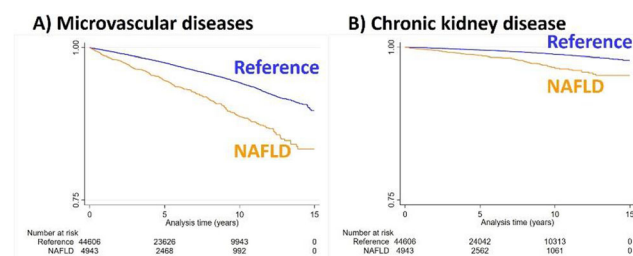 A) Microvascular diseases
1.00
Reference
NAFLD
0.75
0 5 10 15
Analysis time (years)
Number at risk
Reference 44606 23626 9943 0
NAFLD 4943 2468 992 0
B) Chronic kidney disease
1.00
Reference
NAFLD
0.75
0 5 10 15
Analysis time (years)
Number at risk
Reference 44606 24042 10313 0
NAFLD 4943 2562 1061 0